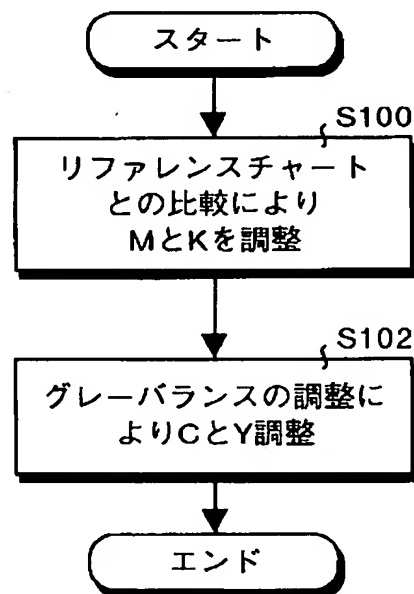 スタート
S100
リファレンスチャート
との比較により
MとKを調整
S102
グレーバランスの調整に
よりCとY調整
エンド